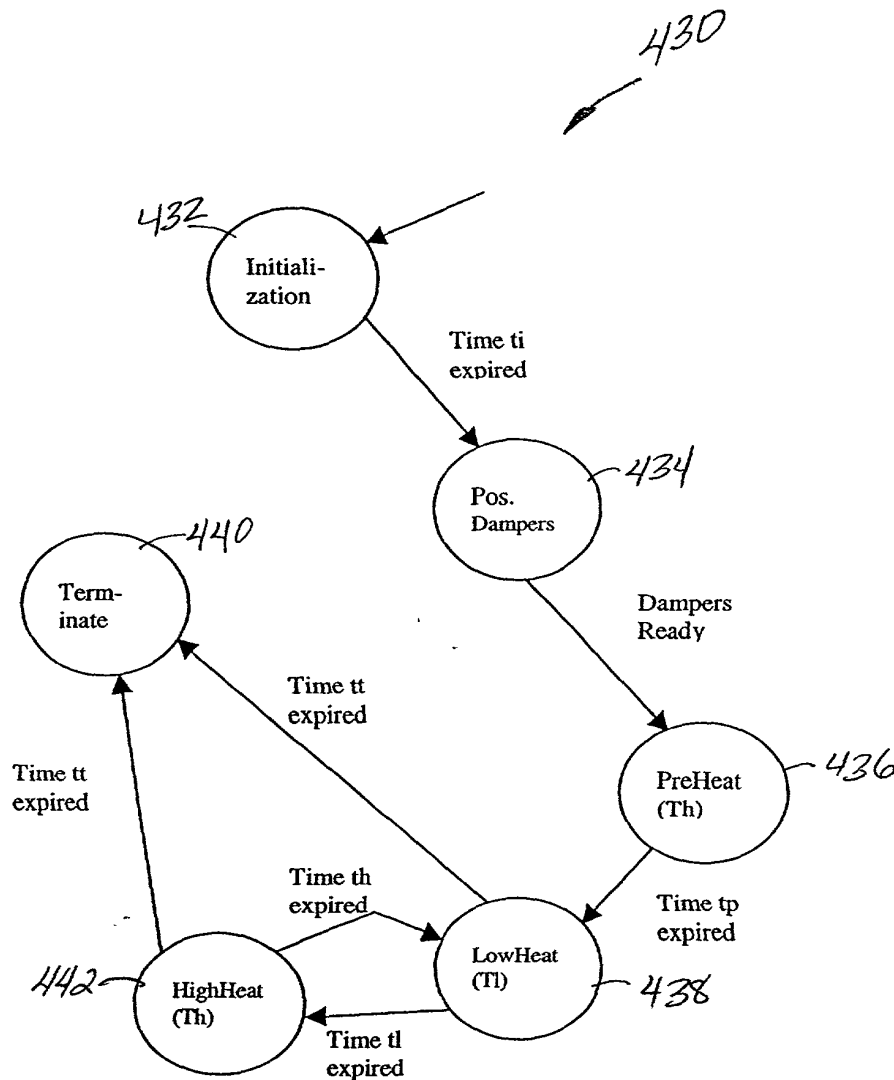 430
432
Initiali-
zation
Time ti
expired
Pos.
Dampers
434
440
Term-
inate
Dampers
Ready
Time tt
expired
Time tt
expired
PreHeat
(Th)
436
Time th
expired
Time tp
expired
LowHeat
(Tl)
438
442
HighHeat
(Th)
Time tl
expired